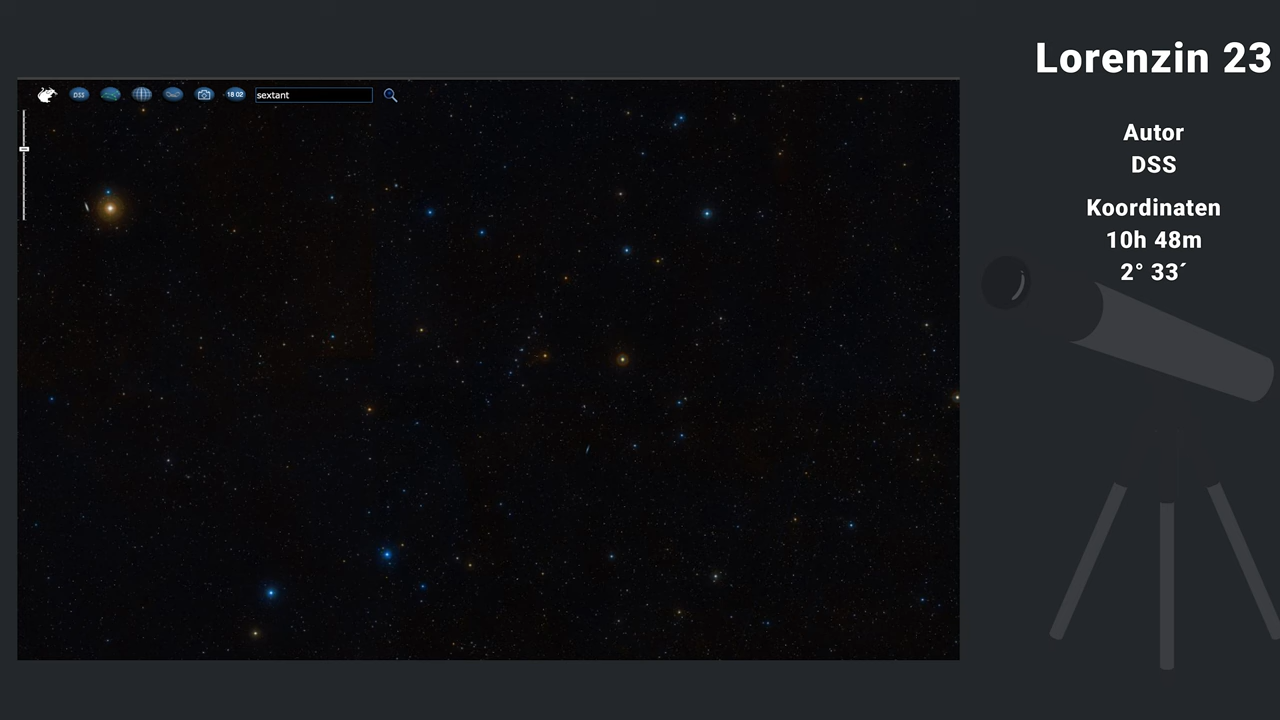 Lorenzin 23
DSS
18 02
sextant
Autor
DSS
Koordinaten
10h 48m
2° 33´